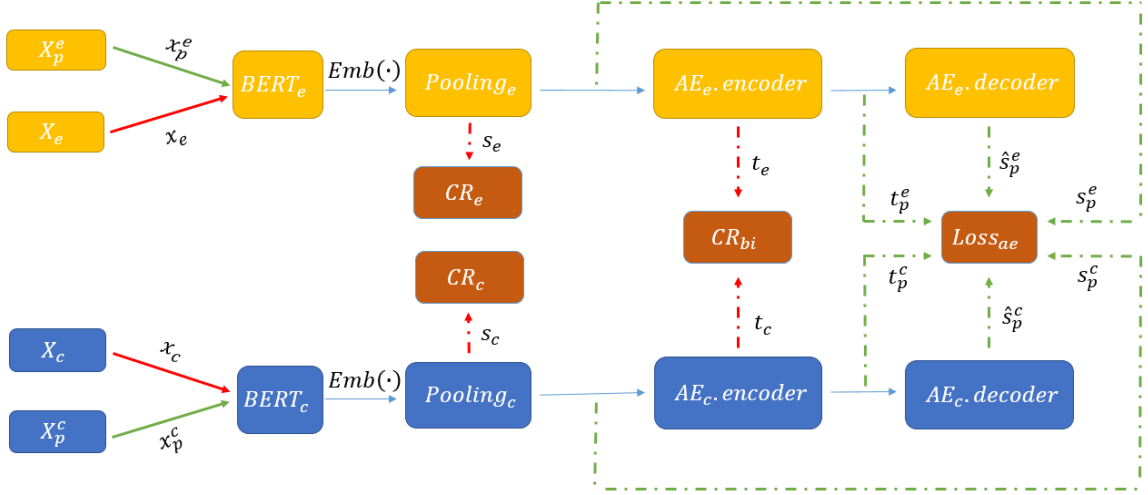 X_p^e
x_p^e
X_e
x_e
BERT_e
Emb(·)
Pooling_e
AE_e.encoder
AE_e.decoder
s_e
t_e
ŝ_p^e
CR_e
t_p^e
s_p^e
CR_bi
Loss_ae
CR_c
t_p^c
s_p^c
s_c
t_c
ŝ_p^c
X_c
x_c
BERT_c
Emb(·)
Pooling_c
AE_c.encoder
AE_c.decoder
X_p^c
x_p^c